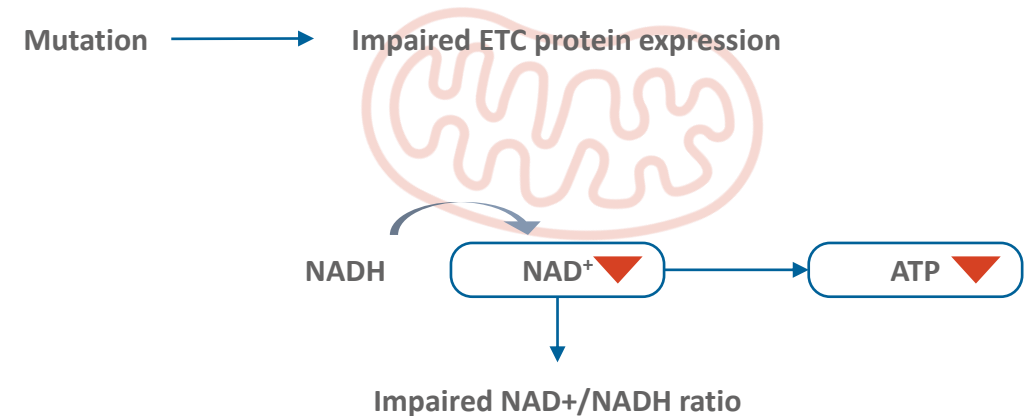 Mutation
Impaired ETC protein expression
NADH
NAD⁺
ATP
Impaired NAD+/NADH ratio